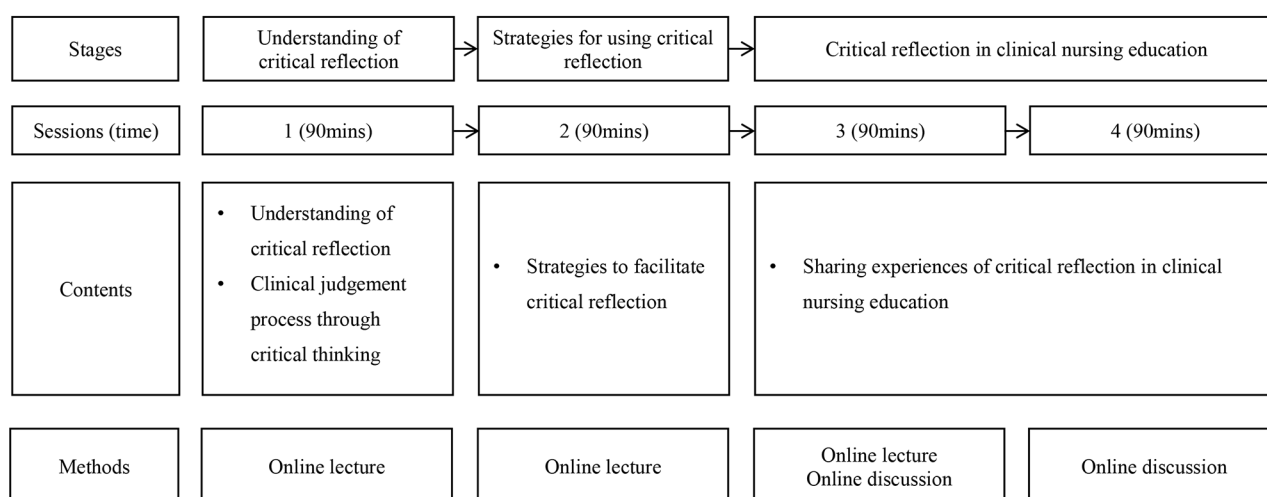 Stages
Understanding of
critical reflection
Strategies for using critical
reflection
Critical reflection in clinical nursing education
Sessions (time)
1 (90mins)
2 (90mins)
3 (90mins)
4 (90mins)
Contents
• Understanding of
critical reflection
• Clinical judgement
process through
critical thinking
• Strategies to facilitate
critical reflection
• Sharing experiences of critical reflection in clinical
nursing education
Methods
Online lecture
Online lecture
Online lecture
Online discussion
Online discussion